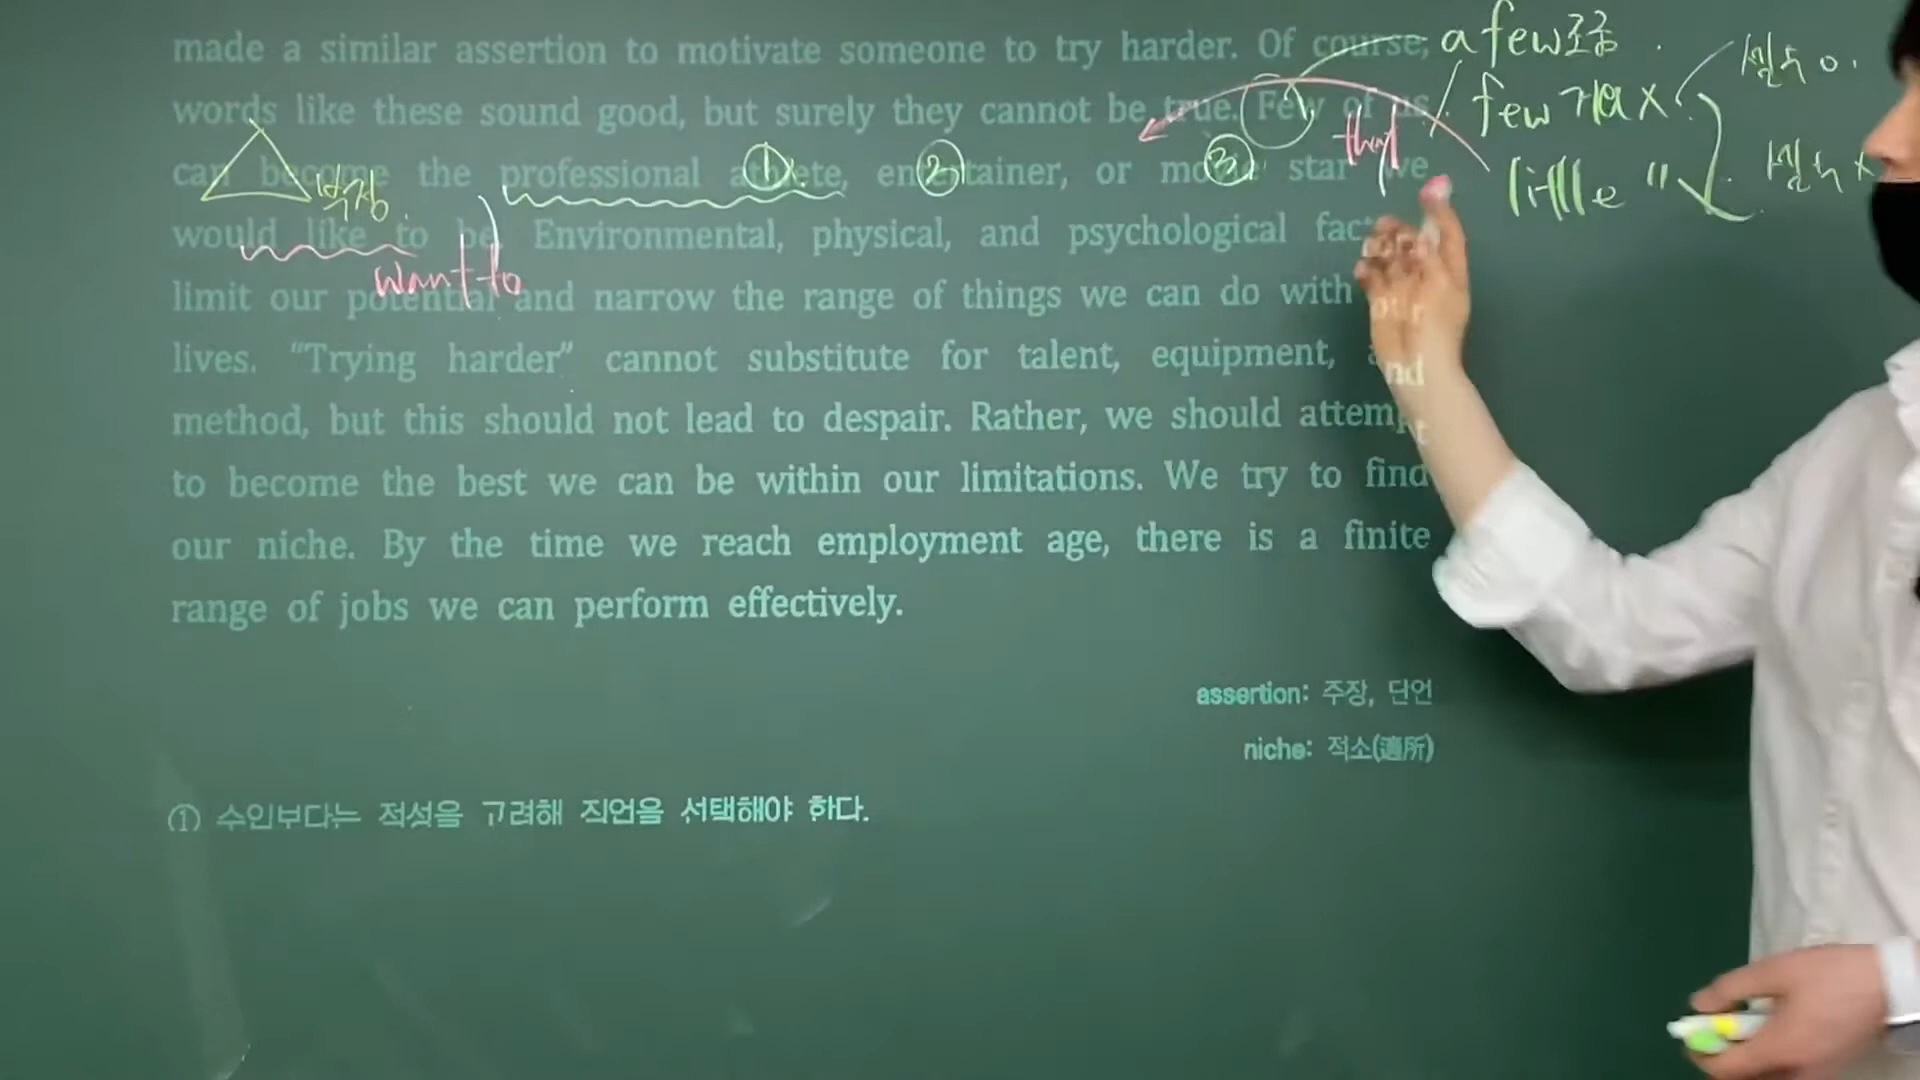 made a similar assertion to motivate someone to try harder. Of course,
words like these sound good, but surely they cannot be true. Few of us
can become the professional athlete, entertainer, or movie star we
would like to be. Environmental, physical, and psychological factors
limit our potential and narrow the range of things we can do with our
lives. “Trying harder” cannot substitute for talent, equipment, and
method, but this should not lead to despair. Rather, we should attempt
to become the best we can be within our limitations. We try to find
our niche. By the time we reach employment age, there is a finite
range of jobs we can perform effectively.
assertion: 주장, 단언
niche: 적소(適所)
① 수입보다는 적성을 고려해 직업을 선택해야 한다.
a few 조금
few 거의 X
little "
셀 수 o.
셀 수 x
that
부정
① ② ③
want to